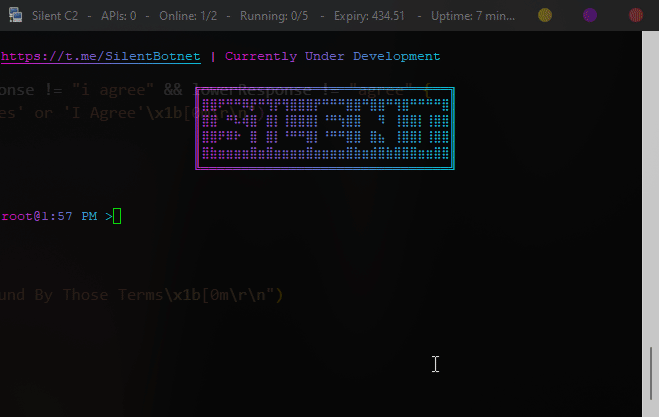 Silent C2 - APIs: 0 - Online: 1/2 - Running: 0/5 - Expiry: 434.51 - Uptime: 7 min...
https://t.me/SilentBotnet | Currently Under Development
onse != "i agree" && lowerResponse != "agree" {
es' or 'I Agree'\x1b[0m\r\n")
root@1:57 PM >
und By Those Terms\x1b[0m\r\n")